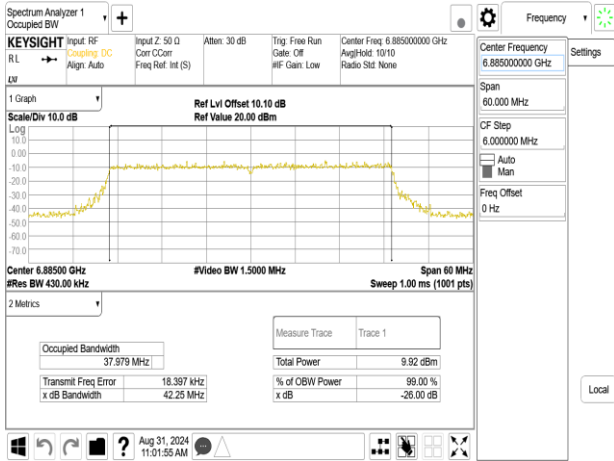 Spectrum Analyzer 1
Occupied BW
+
Frequency
KEYSIGHT
Input: RF
Coupling: DC
Align: Auto
Input Z: 50 Ω
Corr CCorr
Freq Ref: Int (S)
Atten: 30 dB
Trig: Free Run
Gate: Off
#IF Gain: Low
Center Freq: 6.885000000 GHz
Avg|Hold: 10/10
Radio Std: None
RL
LXI
Center Frequency
6.885000000 GHz
Settings
Span
60.000 MHz
CF Step
6.000000 MHz
Auto
Man
Freq Offset
0 Hz
Local
1 Graph
Scale/Div 10.0 dB
Ref Lvl Offset 10.10 dB
Ref Value 20.00 dBm
Log
10.0
0.00
-10.0
-20.0
-30.0
-40.0
-50.0
-60.0
-70.0
Center 6.88500 GHz
#Video BW 1.5000 MHz
Span 60 MHz
#Res BW 430.00 kHz
Sweep 1.00 ms (1001 pts)
2 Metrics
Measure Trace
Trace 1
Occupied Bandwidth
37.979 MHz
Total Power
9.92 dBm
Transmit Freq Error
18.397 kHz
% of OBW Power
99.00 %
x dB Bandwidth
42.25 MHz
x dB
-26.00 dB
?
Aug 31, 2024
11:01:55 AM